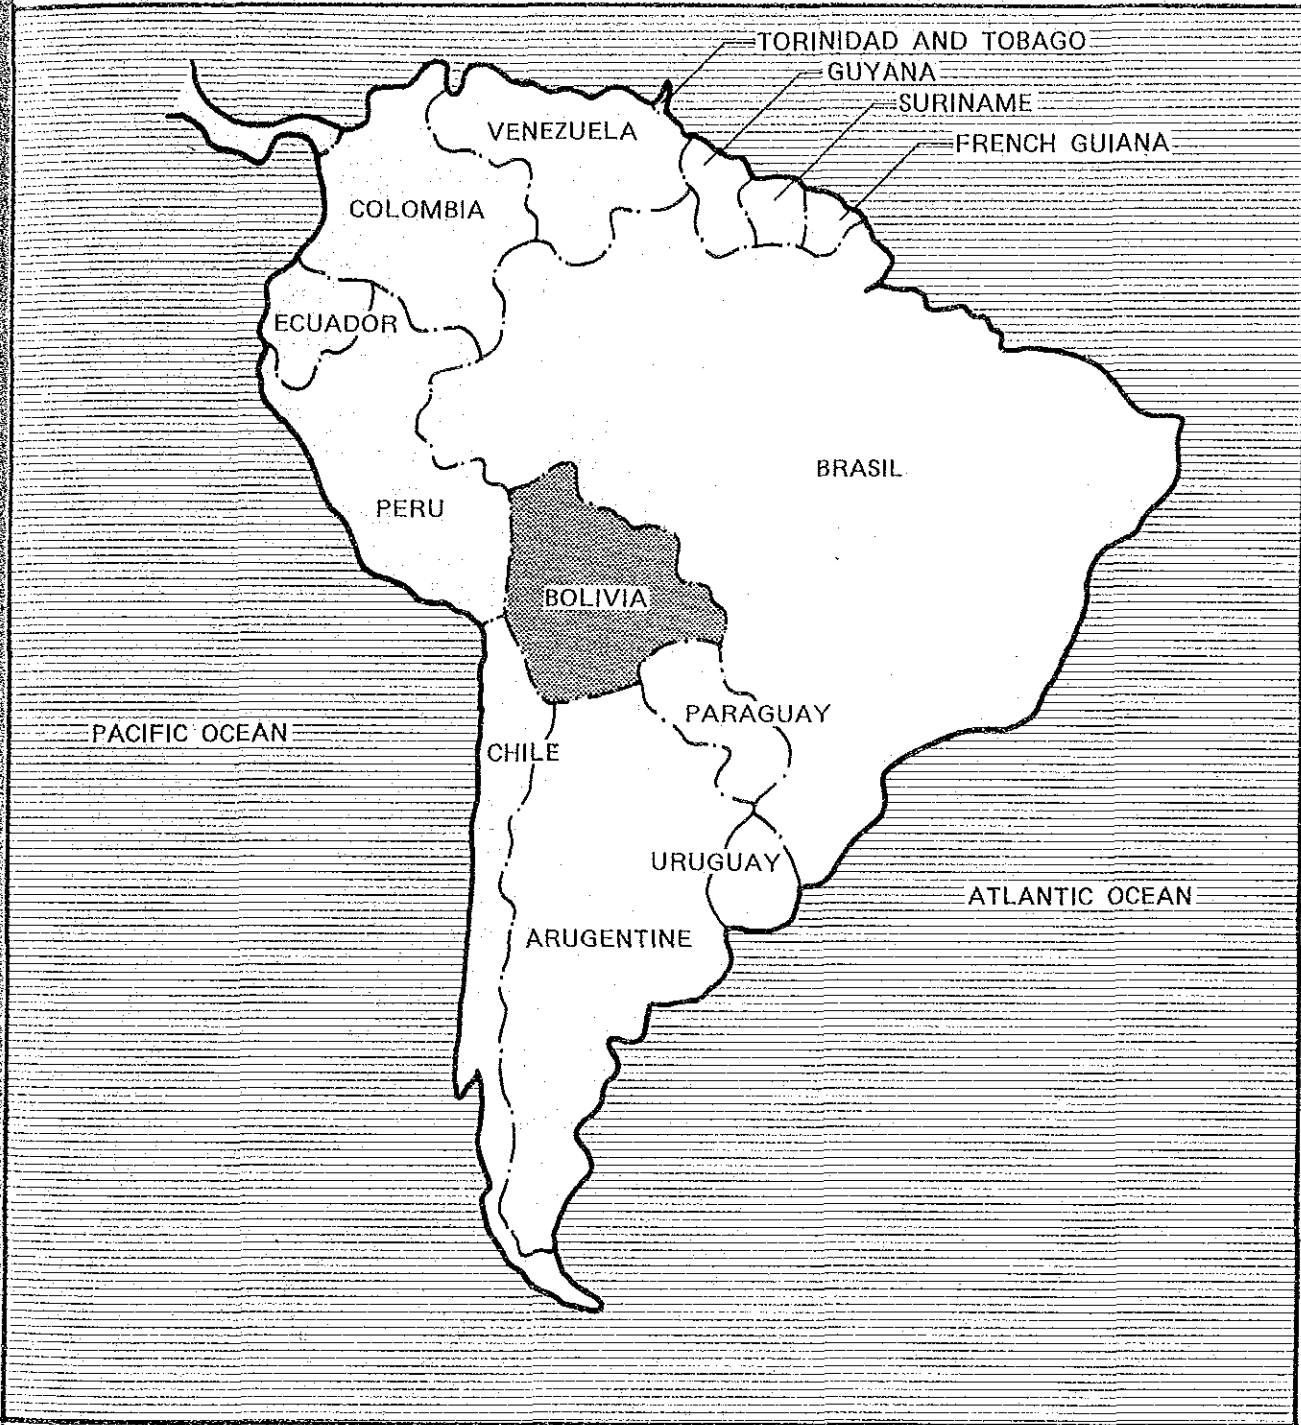 TORINIDAD AND TOBAGO
GUYANA
SURINAME
FRENCH GUIANA
VENEZUELA
COLOMBIA
ECUADOR
BRASIL
PERU
BOLIVIA
PARAGUAY
PACIFIC OCEAN
CHILE
URUGUAY
ATLANTIC OCEAN
ARUGENTINE